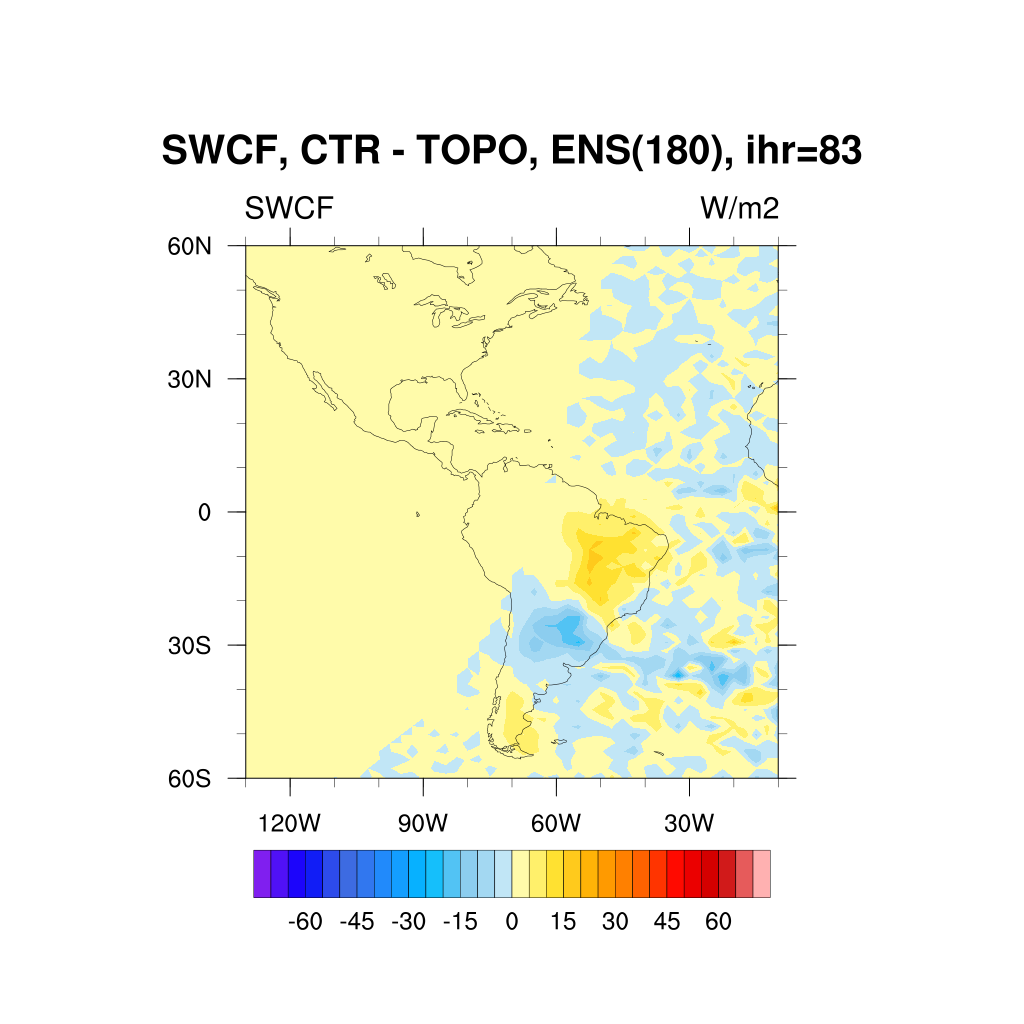 SWCF, CTR - TOPO, ENS(180), ihr=83
SWCF W/m2
60N
30N
0
30S
60S
120W 90W 60W 30W
-60 -45 -30 -15 0 15 30 45 60